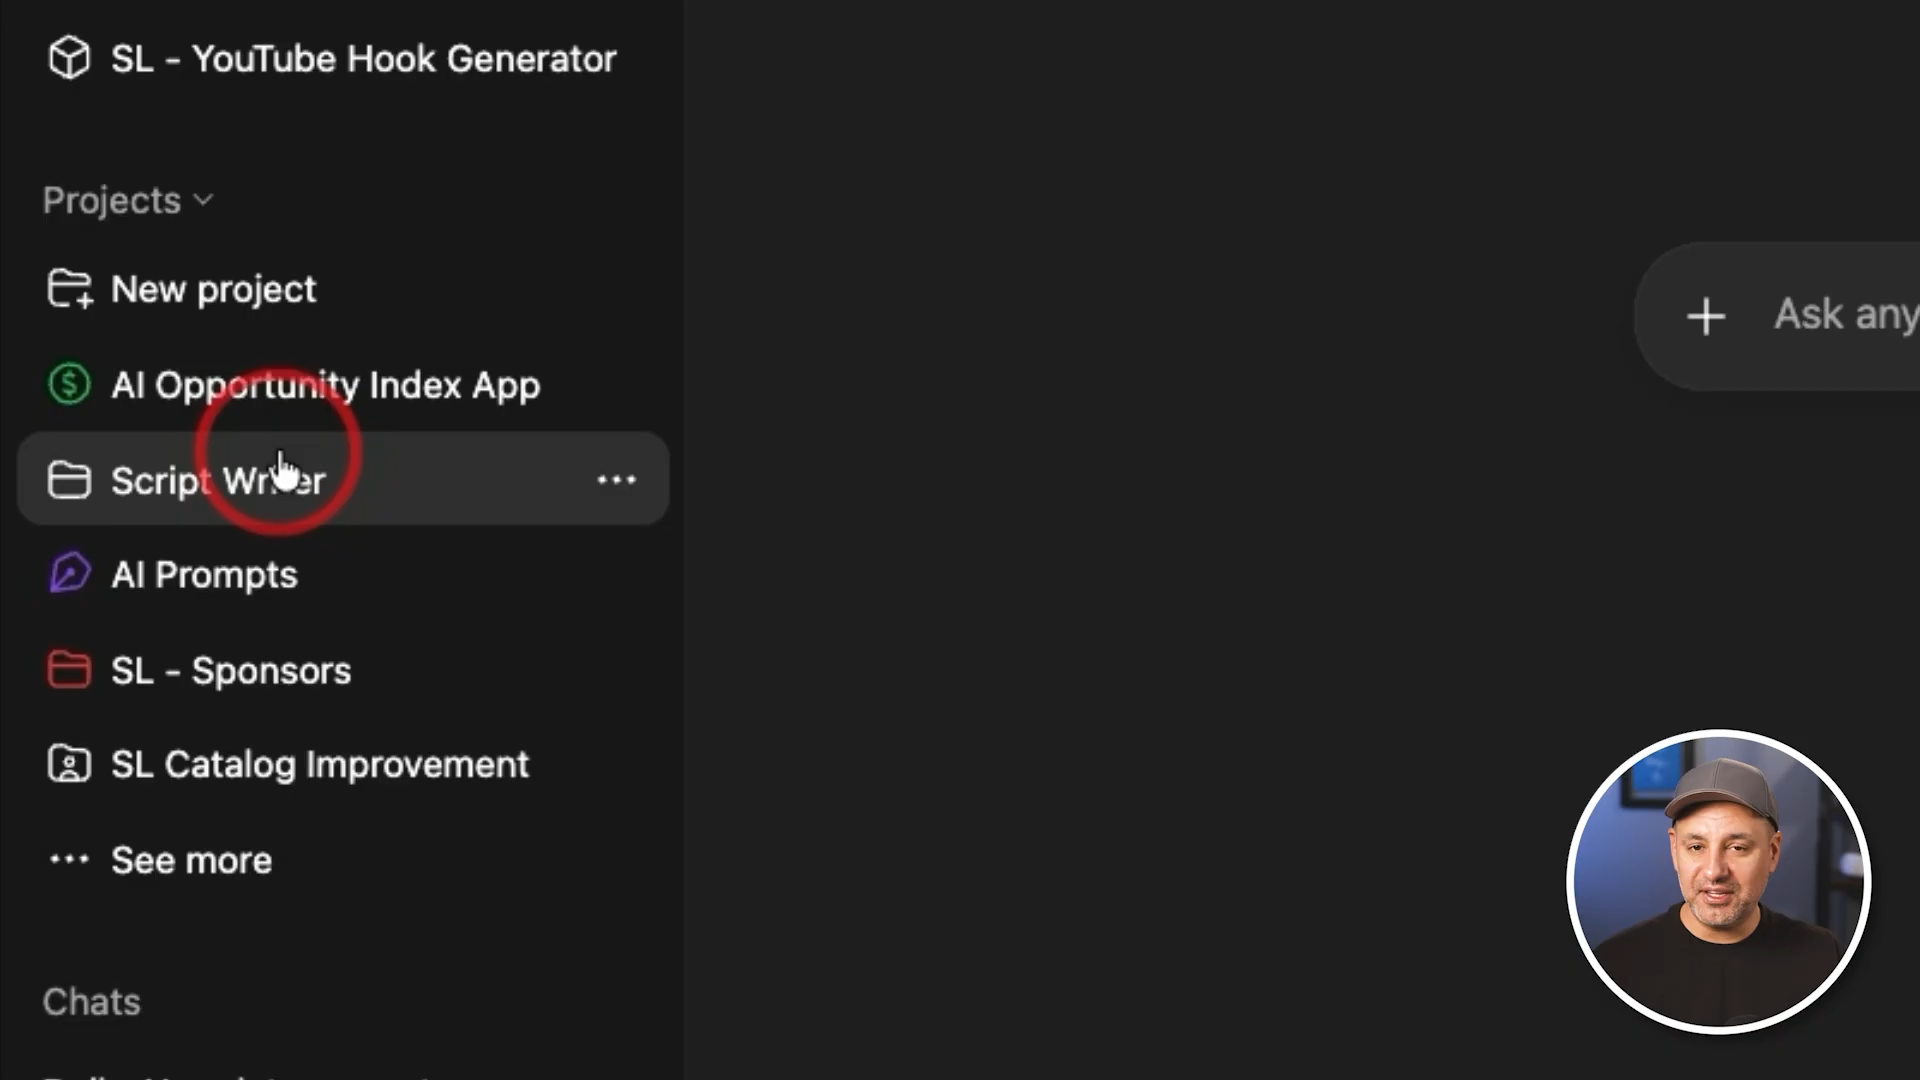 SL - YouTube Hook Generator
Projects
New project
AI Opportunity Index App
Script Writer
AI Prompts
SL - Sponsors
SL Catalog Improvement
See more
Chats
Ask any